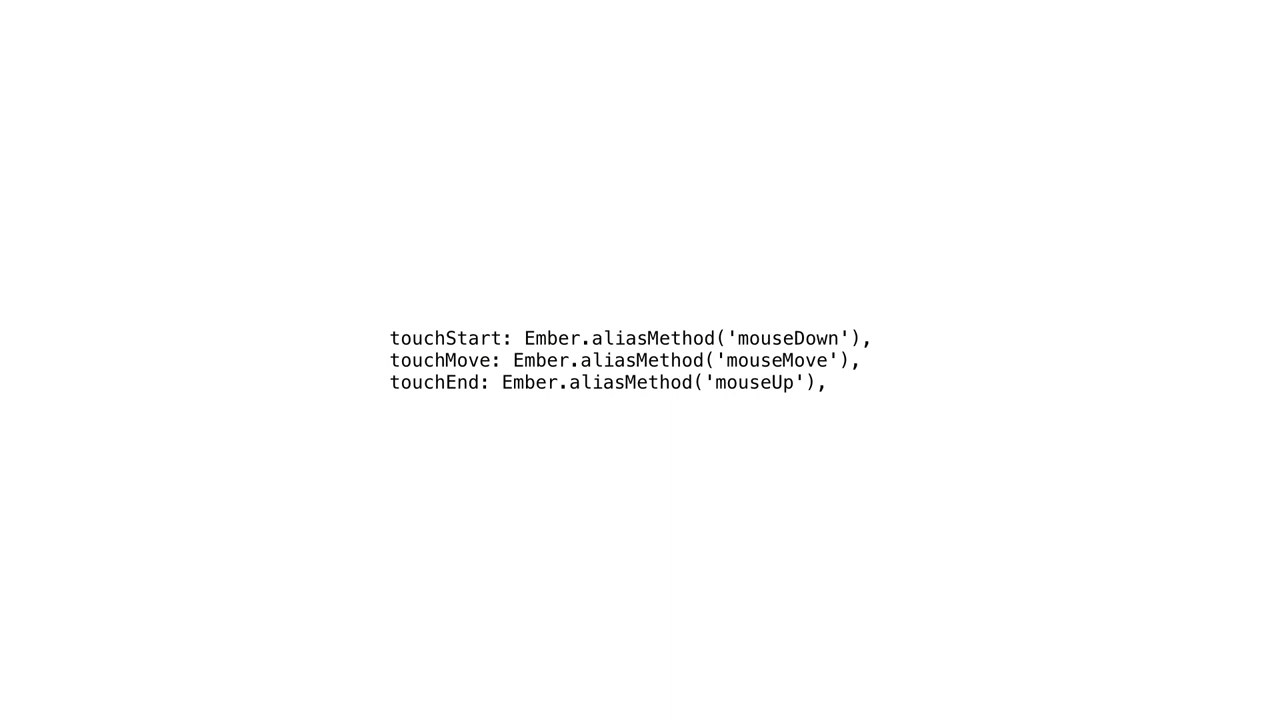 touchStart: Ember.aliasMethod('mouseDown'),
touchMove: Ember.aliasMethod('mouseMove'),
touchEnd: Ember.aliasMethod('mouseUp'),